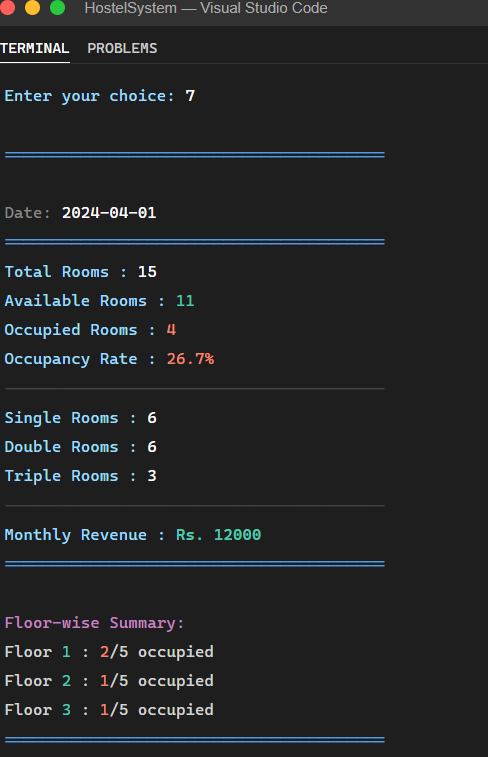 HostelSystem — Visual Studio Code
TERMINAL PROBLEMS
Enter your choice: 7
════════════════════════════════════════
Date: 2024-04-01
════════════════════════════════════════
Total Rooms : 15
Available Rooms : 11
Occupied Rooms : 4
Occupancy Rate : 26.7%
────────────────────────────────────────
Single Rooms : 6
Double Rooms : 6
Triple Rooms : 3
────────────────────────────────────────
Monthly Revenue : Rs. 12000
════════════════════════════════════════
Floor-wise Summary:
Floor 1 : 2/5 occupied
Floor 2 : 1/5 occupied
Floor 3 : 1/5 occupied
════════════════════════════════════════